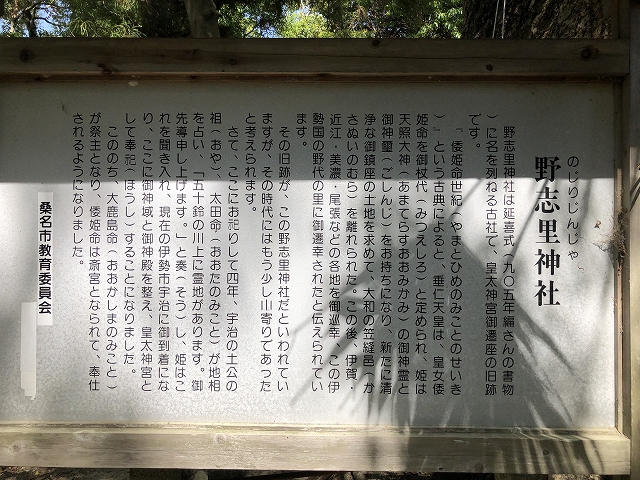 のじりじんじゃ
野志里神社
野志里神社は延喜式（九〇五年編さんの書物
）に名を列ねる古社で、皇太神宮御遷座の旧跡
です。
「倭姫命世紀（やまとひめのみことのせいき
）」という古典によると、垂仁天皇は、皇女倭
姫命を御杖代（みつえしろ）と定められ、姫は
天照大神（あまてらすおおみかみ）の御神霊と
御神璽（ごしんじ）をお持ちになり、新たに清
浄な御鎮座の土地を求めて、大和の笠縫邑（か
さぬいのむら）を離れられた。この後、伊賀・
近江・美濃・尾張などの各地を御巡幸、この伊
勢国の野代の里に御遷幸されたと伝えられてい
ます。
その旧跡が、この野志里神社だといわれてい
ますが、その時代にはもう少し山寄りであった
と考えられます。
さて、ここにお祀りして四年、宇治の土公の
祖（おや）、太田命（おおたのみこと）が地相
を占い、「五十鈴の川上に霊地があります。御
先導申し上げます。」と奏（そう）し、姫はこ
れを聞き入れ、現在の伊勢市宇治に御到着にな
り、ここに御神域と御神殿を整え、皇太神宮と
して奉祀（ほうし）することになりました。
こののち、大鹿島命（おおかしまのみこと）
が祭主となり、倭姫命は斎宮となられて、奉仕
されるようになりました。
桑名市教育委員会